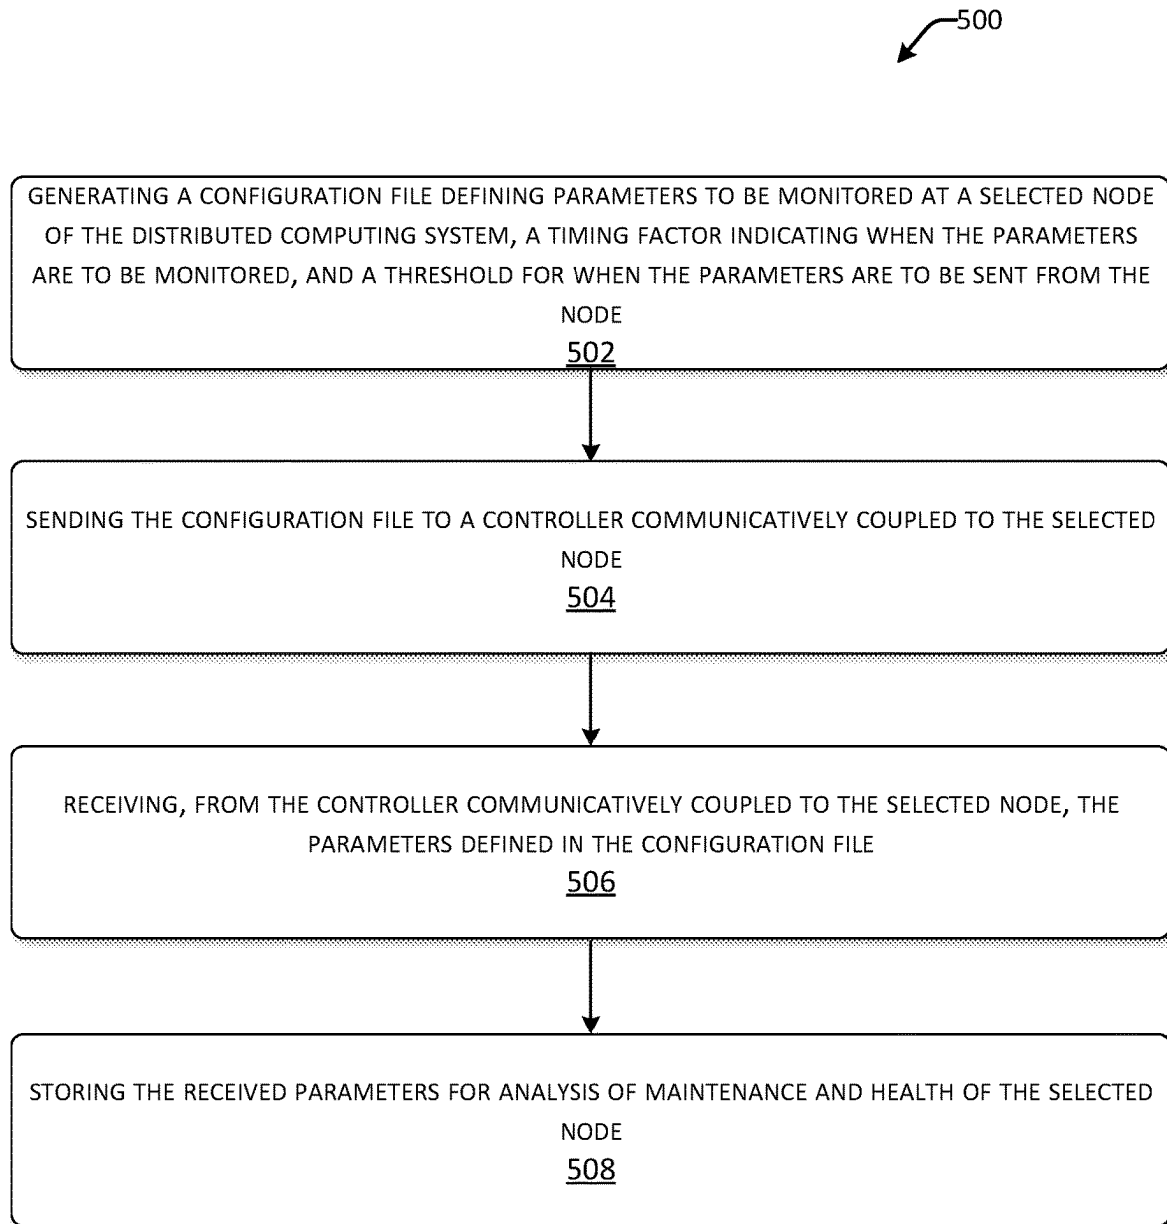 500
GENERATING A CONFIGURATION FILE DEFINING PARAMETERS TO BE MONITORED AT A SELECTED NODE
OF THE DISTRIBUTED COMPUTING SYSTEM, A TIMING FACTOR INDICATING WHEN THE PARAMETERS
ARE TO BE MONITORED, AND A THRESHOLD FOR WHEN THE PARAMETERS ARE TO BE SENT FROM THE
NODE
502
SENDING THE CONFIGURATION FILE TO A CONTROLLER COMMUNICATIVELY COUPLED TO THE SELECTED
NODE
504
RECEIVING, FROM THE CONTROLLER COMMUNICATIVELY COUPLED TO THE SELECTED NODE, THE
PARAMETERS DEFINED IN THE CONFIGURATION FILE
506
STORING THE RECEIVED PARAMETERS FOR ANALYSIS OF MAINTENANCE AND HEALTH OF THE SELECTED
NODE
508